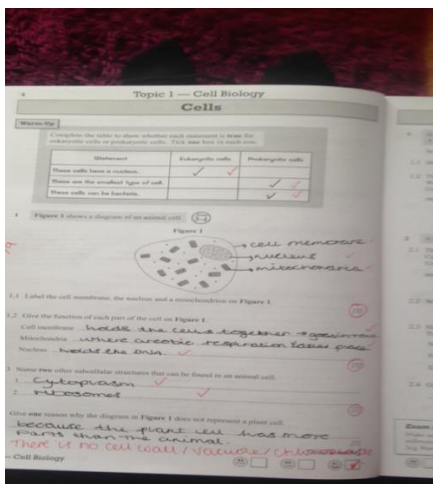 Topic 1 — Cell Biology
Cells
Warm-Up
Complete the table to show whether each statement is true for
eukaryotic cells or prokaryotic cells. Tick one box in each row.
Statement Eukaryotic cells Prokaryotic cells
These cells have a nucleus. ✓ ✓
These are the smallest type of cell. ✓ ✓
These cells can be bacteria. ✓ ✓
1 Figure 1 shows a diagram of an animal cell.
Figure 1
cell membrane
nucleus ✓
mitochondria ✓
1.1 Label the cell membrane, the nucleus and a mitochondrion on Figure 1.
1.2 Give the function of each part of the cell on Figure 1.
Cell membrane holds the cells together →
Mitochondria where areobic respiration takes place
Nucleus holds the DNA. ✓
Name two other subcellular structures that can be found in an animal cell.
1 Cytoplasm ✓
2 ribosomes ✓
Give one reason why the diagram in Figure 1 does not represent a plant cell.
because the plant cell has more
parts than the animal.
There is no cell wall / vacuole /
Cell Biology
Exam